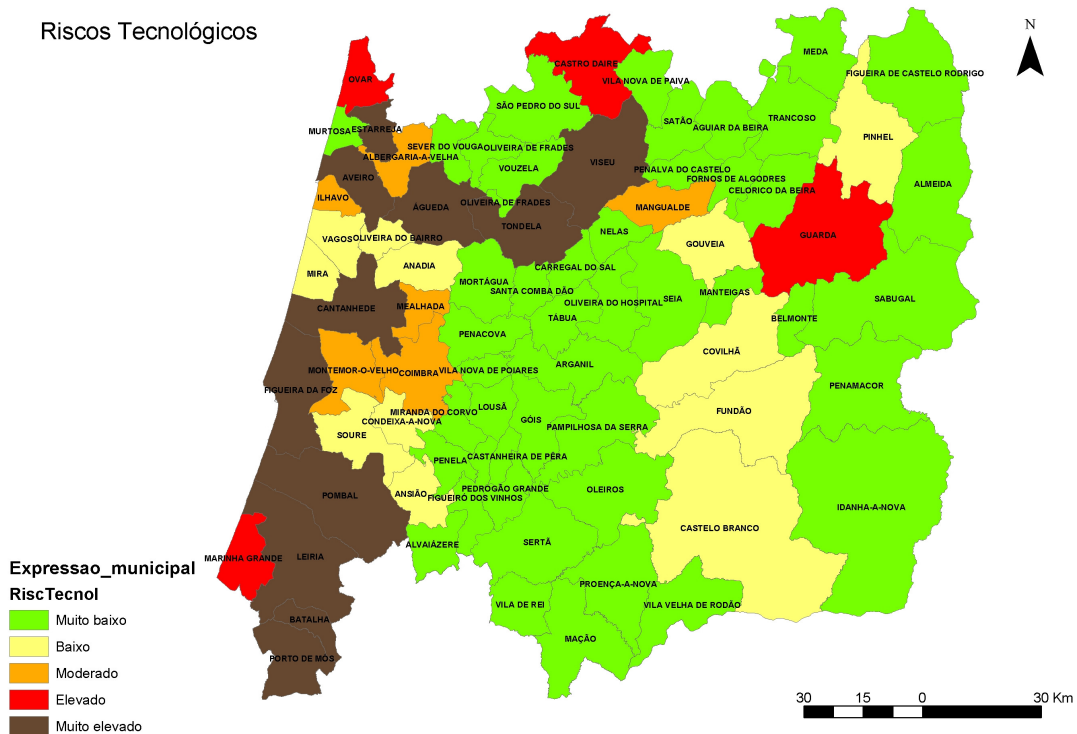 Riscos Tecnológicos
N
MEDA
CASTRO DAIRE
FIGUEIRA DE CASTELO RODRIGO
OVAR
VILA NOVA DE PAIVA
SÃO PEDRO DO SUL
TRANCOSO
SATÃO
AGUIAR DA BEIRA
MURTOSA
ESTARREJA
PINHEL
SEVER DO VOUGA
OLIVEIRA DE FRADES
ALBERGARIA-A-VELHA
VISEU
VOUZELA
PENALVA DO CASTELO
AVEIRO
FORNOS DE ALGODRES
ALMEIDA
CELORICO DA BEIRA
ILHAVO
OLIVEIRA DE FRADES
ÁGUEDA
MANGUALDE
TONDELA
NELAS
GUARDA
VAGOS
OLIVEIRA DO BAIRRO
GOUVEIA
ANADIA
CARREGAL DO SAL
MIRA
MORTÁGUA
SANTA COMBA DÃO
MANTEIGAS
SEIA
SABUGAL
OLIVEIRA DO HOSPITAL
CANTANHEDE
MEALHADA
TÁBUA
BELMONTE
PENACOVA
COVILHÃ
ARGANIL
MONTEMOR-O-VELHO
COIMBRA
VILA NOVA DE POIARES
PENAMACOR
FIGUEIRA DA FOZ
LOUSÃ
MIRANDA DO CORVO
FUNDÃO
CONDEIXA-A-NOVA
GÓIS
PAMPILHOSA DA SERRA
SOURE
CASTANHEIRA DE PÊRA
PENELA
PEDROGÃO GRANDE
OLEIROS
ANSIÃO
POMBAL
FIGUEIRÓ DOS VINHOS
IDANHA-A-NOVA
CASTELO BRANCO
SERTÃ
ALVAIÁZERE
MARINHA GRANDE
LEIRIA
PROENÇA-A-NOVA
VILA DE REI
VILA VELHA DE RODÃO
BATALHA
MAÇÃO
PORTO DE MÓS
Expressao_municipal
RiscTecnol
Muito baixo
Baixo
Moderado
Elevado
Muito elevado
30 15 0 30 Km